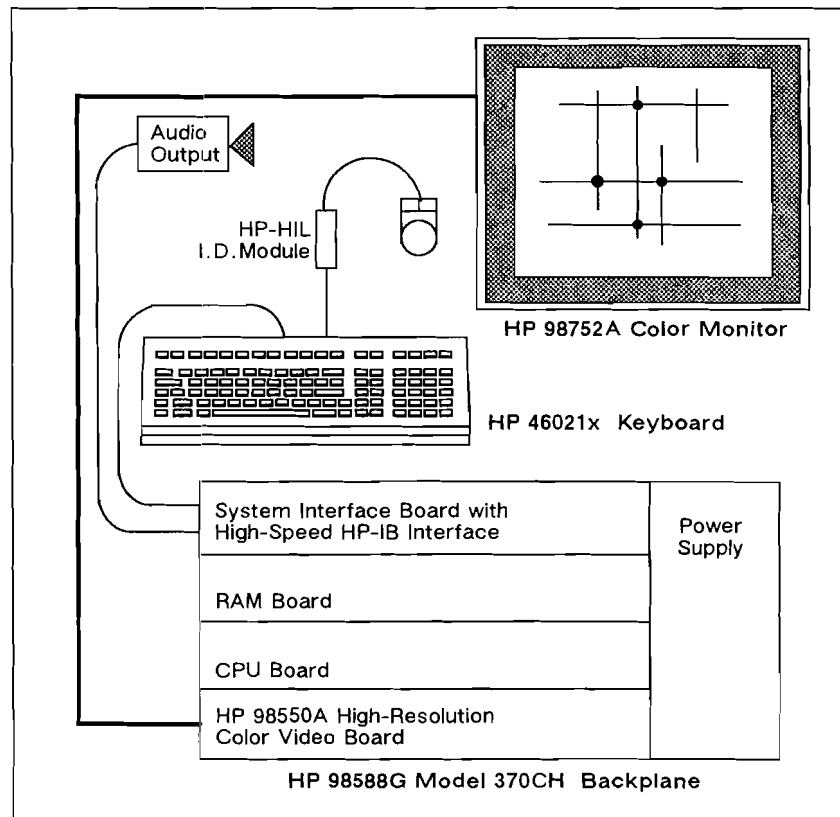 Audio
Output
HP-HIL
I.D.Module
HP 98752A Color Monitor
HP 46021x Keyboard
System Interface Board with
High-Speed HP-IB Interface
Power
Supply
RAM Board
CPU Board
HP 98550A High-Resolution
Color Video Board
HP 98588G Model 370CH Backplane